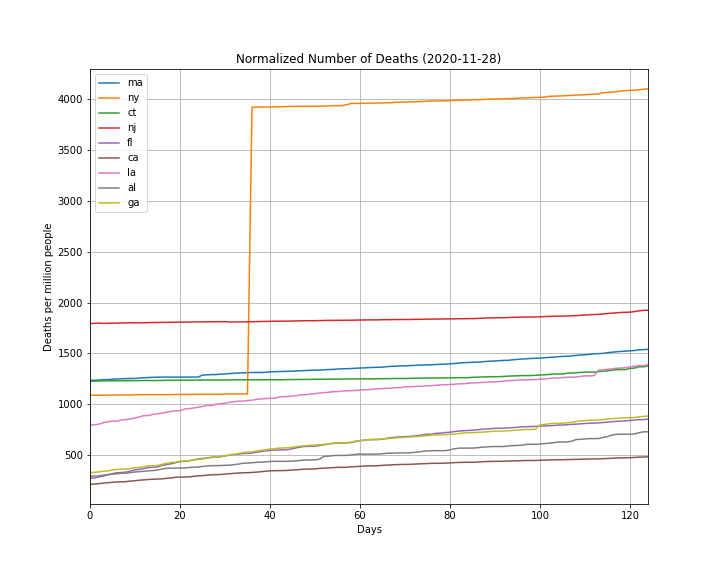 Normalized Number of Deaths (2020-11-28)
Deaths per million people
4000
3500
3000
2500
2000
1500
1000
500
ma
ny
ct
nj
fl
ca
la
al
ga
0 20 40 60 80 100 120
Days